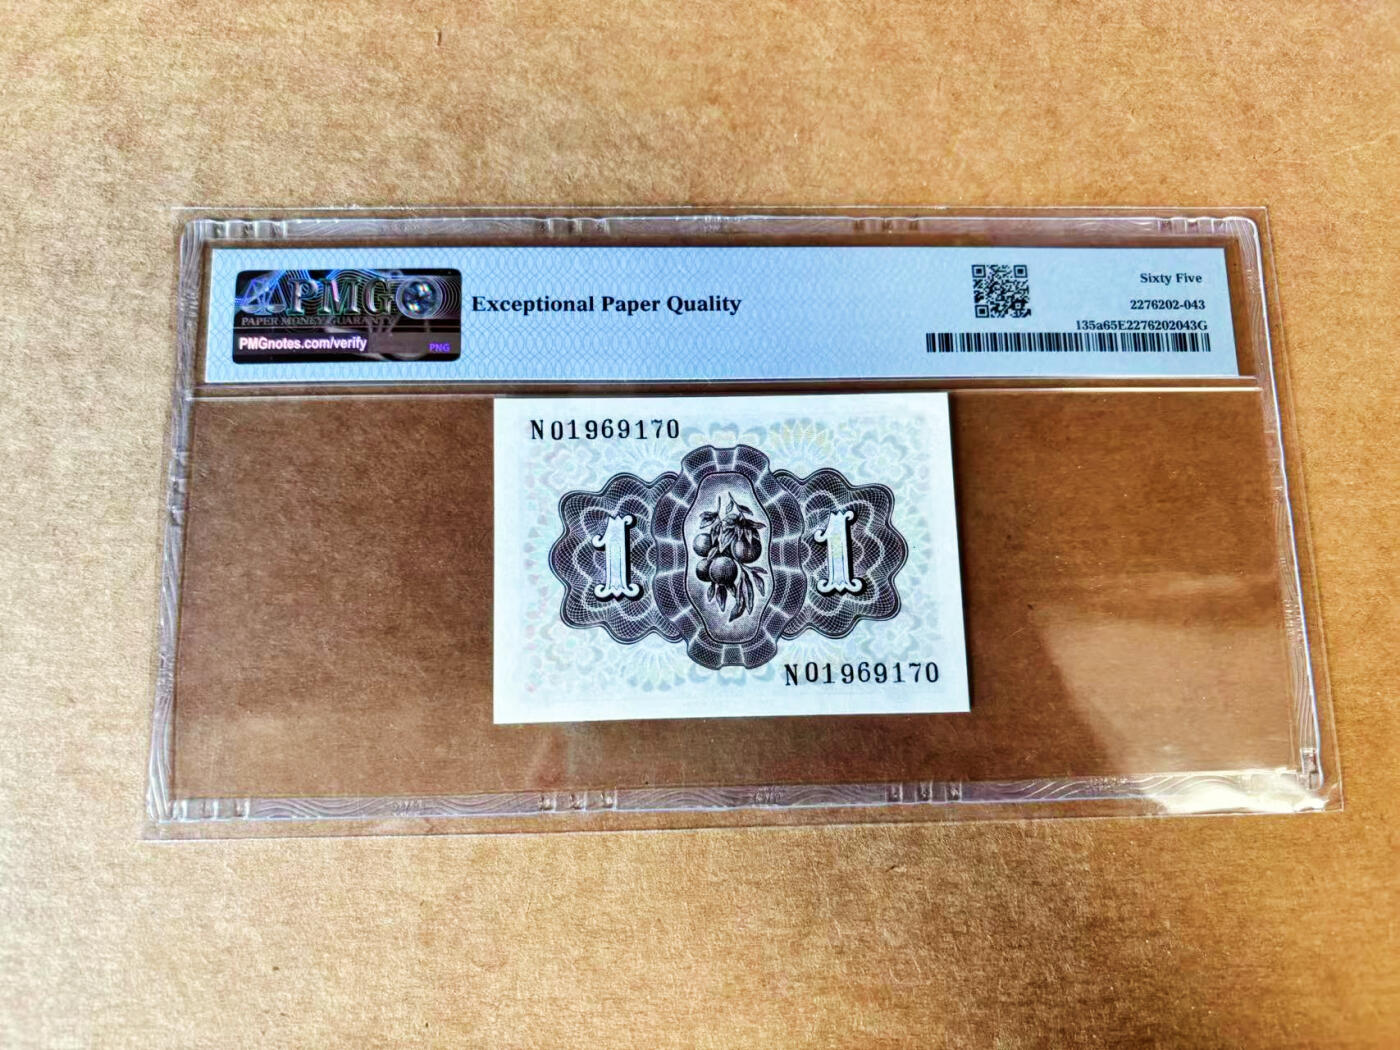 PMG
PAPER MONEY GUARANTY
PMGnotes.com/verify
PNG
Exceptional Paper Quality
Sixty Five
2276202-043
135a65E2276202043G
N01969170
1 1
N01969170